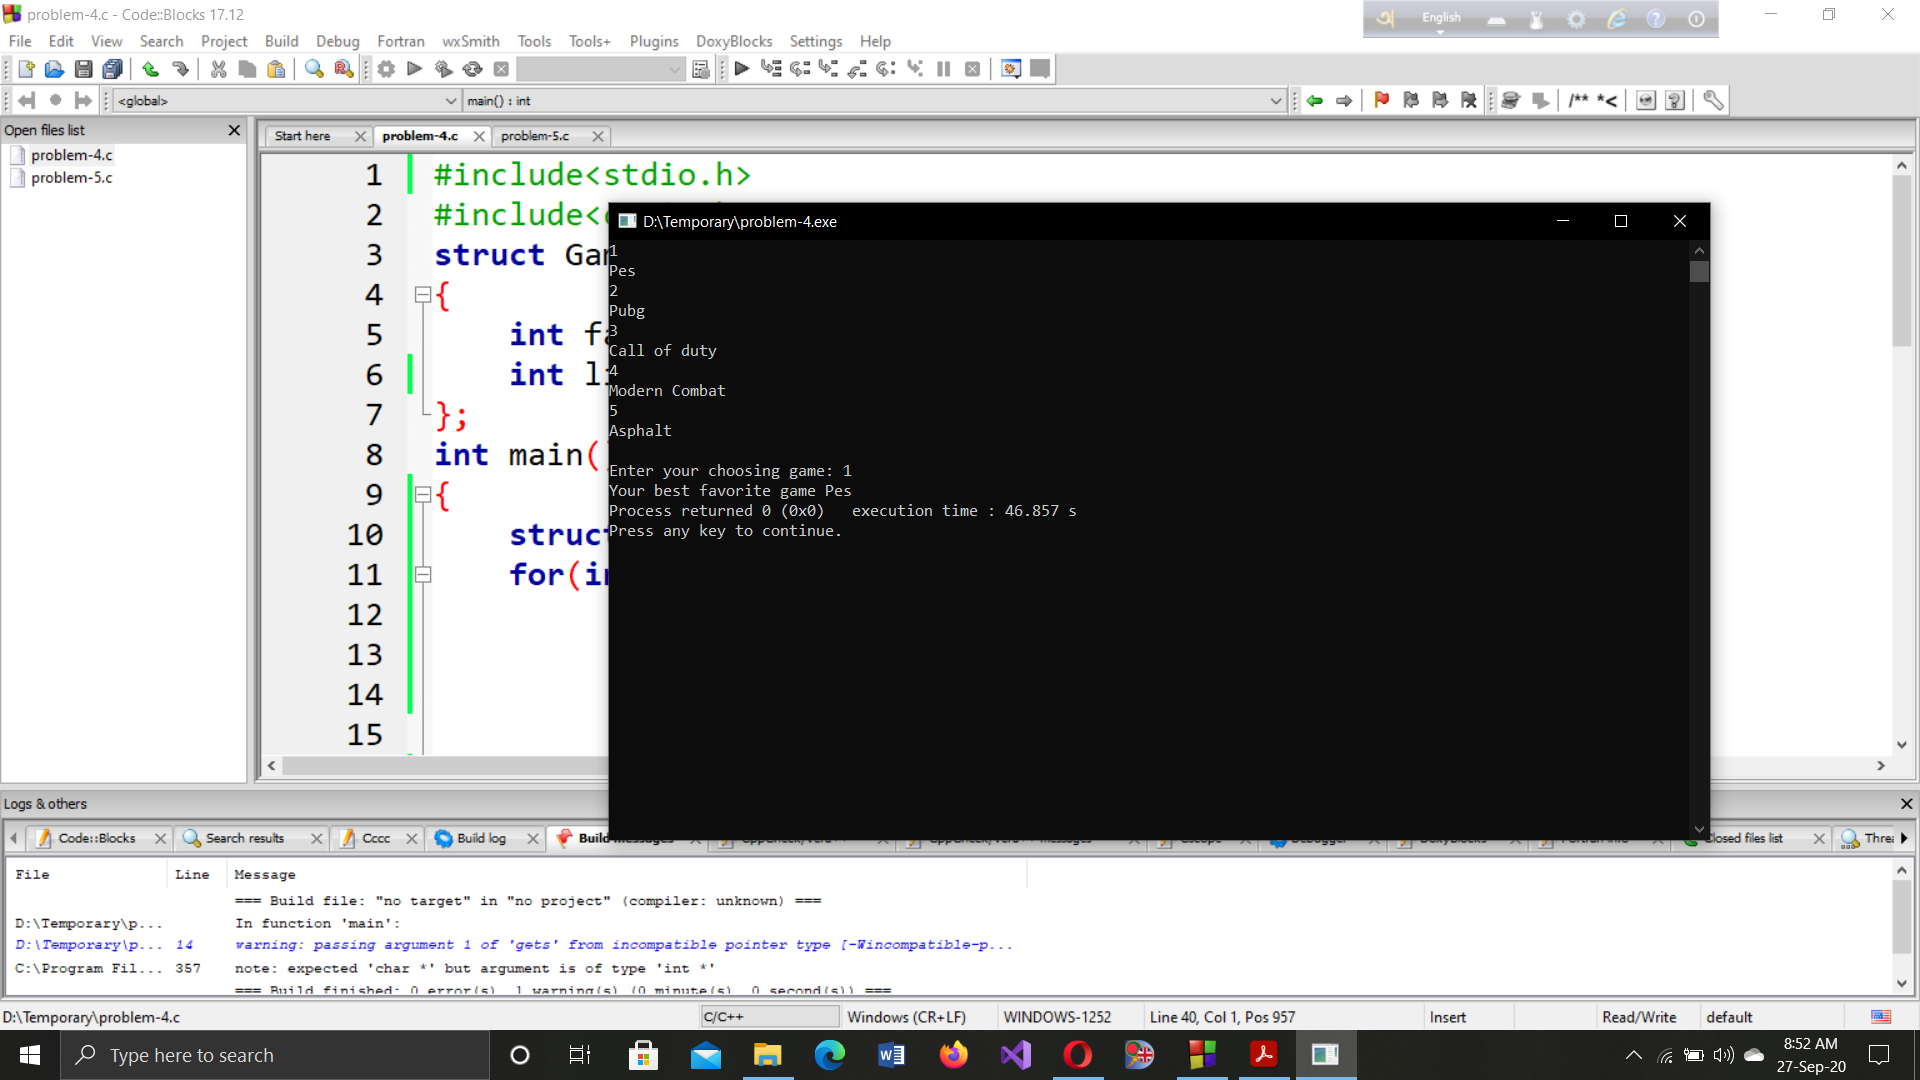 problem-4.c - Code::Blocks 17.12
English
File Edit View Search Project Build Debug Fortran wxSmith Tools Tools+ Plugins DoxyBlocks Settings Help
<global>
main() : int
/** *<
Open files list
problem-4.c
problem-5.c
Start here problem-4.c problem-5.c
1 #include<stdio.h>
2 #include<
3 struct
4 {
5 int
6 int
7 };
8 int main(
9 {
10
11 for(
12
13
14
15
D:\Temporary\problem-4.exe
1
Pes
2
Pubg
3
Call of duty
4
Modern Combat
5
Asphalt
Enter your choosing game: 1
Your best favorite game Pes
Process returned 0 (0x0) execution time : 46.857 s
Press any key to continue.
Logs & others
Code::Blocks Search results Cccc Build log Build messages Closed files list
File Line Message
=== Build file: "no target" in "no project" (compiler: unknown) ===
D:\Temporary\p... In function 'main':
D:\Temporary\p... 14 warning: passing argument 1 of 'gets' from incompatible pointer type [-Wincompatible-p...
C:\Program Fil... 357 note: expected 'char *' but argument is of type 'int *'
=== Build finished: 0 error(s), 1 warning(s) (0 minute(s), 0 second(s)) ===
D:\Temporary\problem-4.c C/C++ Windows (CR+LF) WINDOWS-1252 Line 40, Col 1, Pos 957 Insert Read/Write default
Type here to search
8:52 AM
27-Sep-20